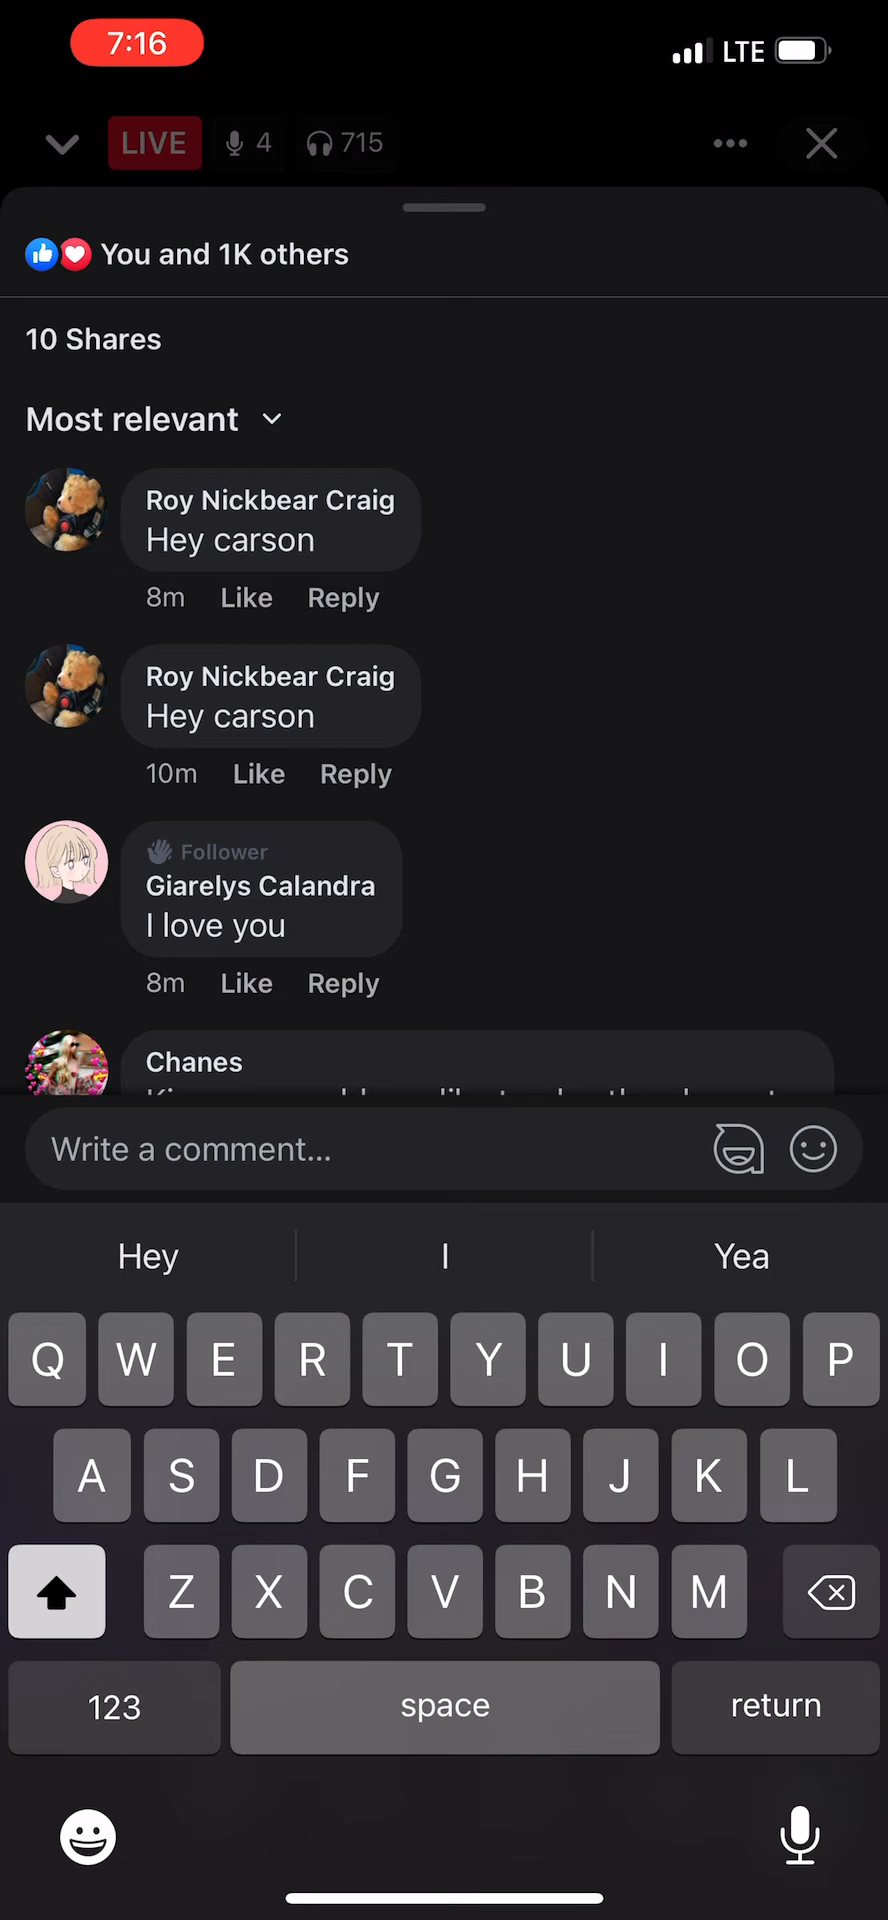 7:16
LTE
LIVE 4 715
You and 1K others
10 Shares
Most relevant
Roy Nickbear Craig
Hey carson
8m Like Reply
Roy Nickbear Craig
Hey carson
10m Like Reply
Follower
Giarelys Calandra
I love you
8m Like Reply
Chanes
Write a comment...
Hey I Yea
Q W E R T Y U I O P
A S D F G H J K L
Z X C V B N M
123 space return